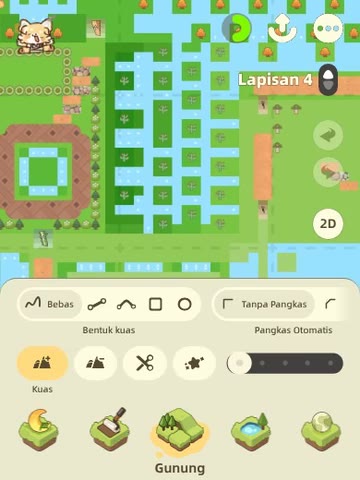 Lapisan 4
2D
Bebas
Tanpa Pangkas
Bentuk kuas
Pangkas Otomatis
Kuas
Gunung